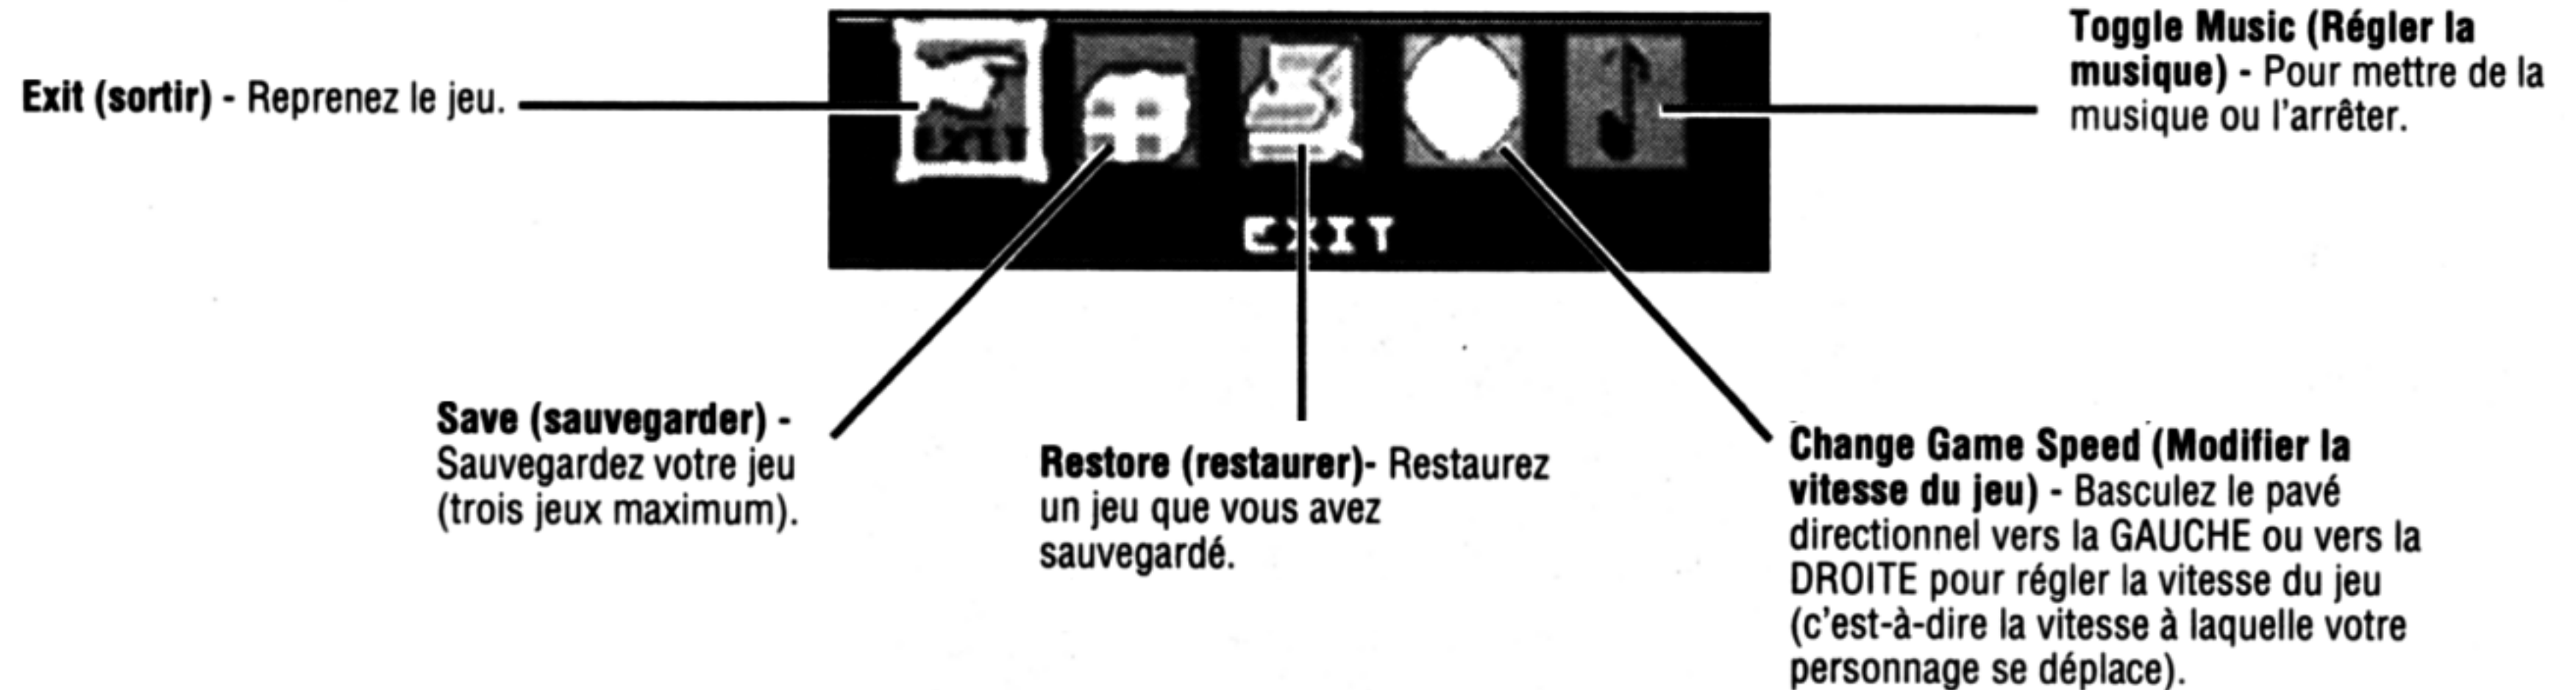 Exit (sortir) - Reprenez le jeu.
EXIT
EXIT
Toggle Music (Régler la
musique) - Pour mettre de la
musique ou l'arrêter.
Save (sauvegarder) -
Sauvegardez votre jeu
(trois jeux maximum).
Restore (restaurer)- Restaurez
un jeu que vous avez
sauvegardé.
Change Game Speed (Modifier la
vitesse du jeu) - Basculez le pavé
directionnel vers la GAUCHE ou vers la
DROITE pour régler la vitesse du jeu
(c'est-à-dire la vitesse à laquelle votre
personnage se déplace).